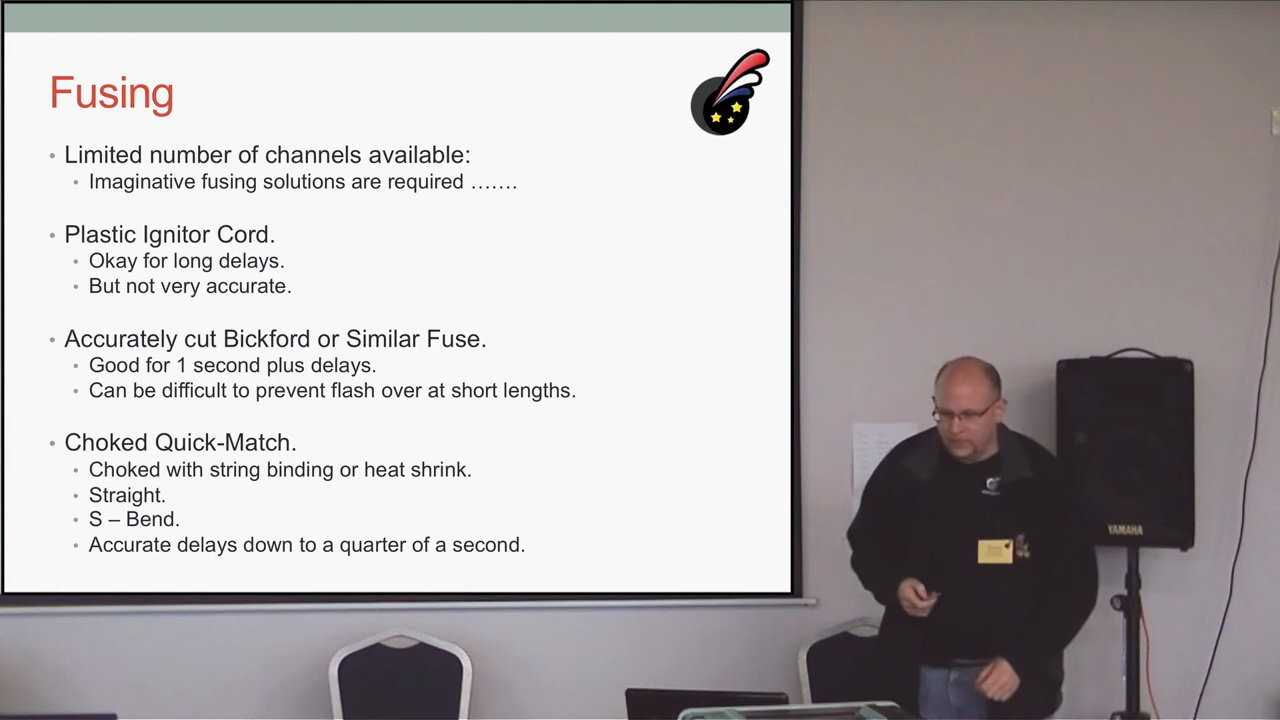 Fusing
• Limited number of channels available:
• Imaginative fusing solutions are required …….
• Plastic Ignitor Cord.
• Okay for long delays.
• But not very accurate.
• Accurately cut Bickford or Similar Fuse.
• Good for 1 second plus delays.
• Can be difficult to prevent flash over at short lengths.
• Choked Quick-Match.
• Choked with string binding or heat shrink.
• Straight.
• S – Bend.
• Accurate delays down to a quarter of a second.
YAMAHA